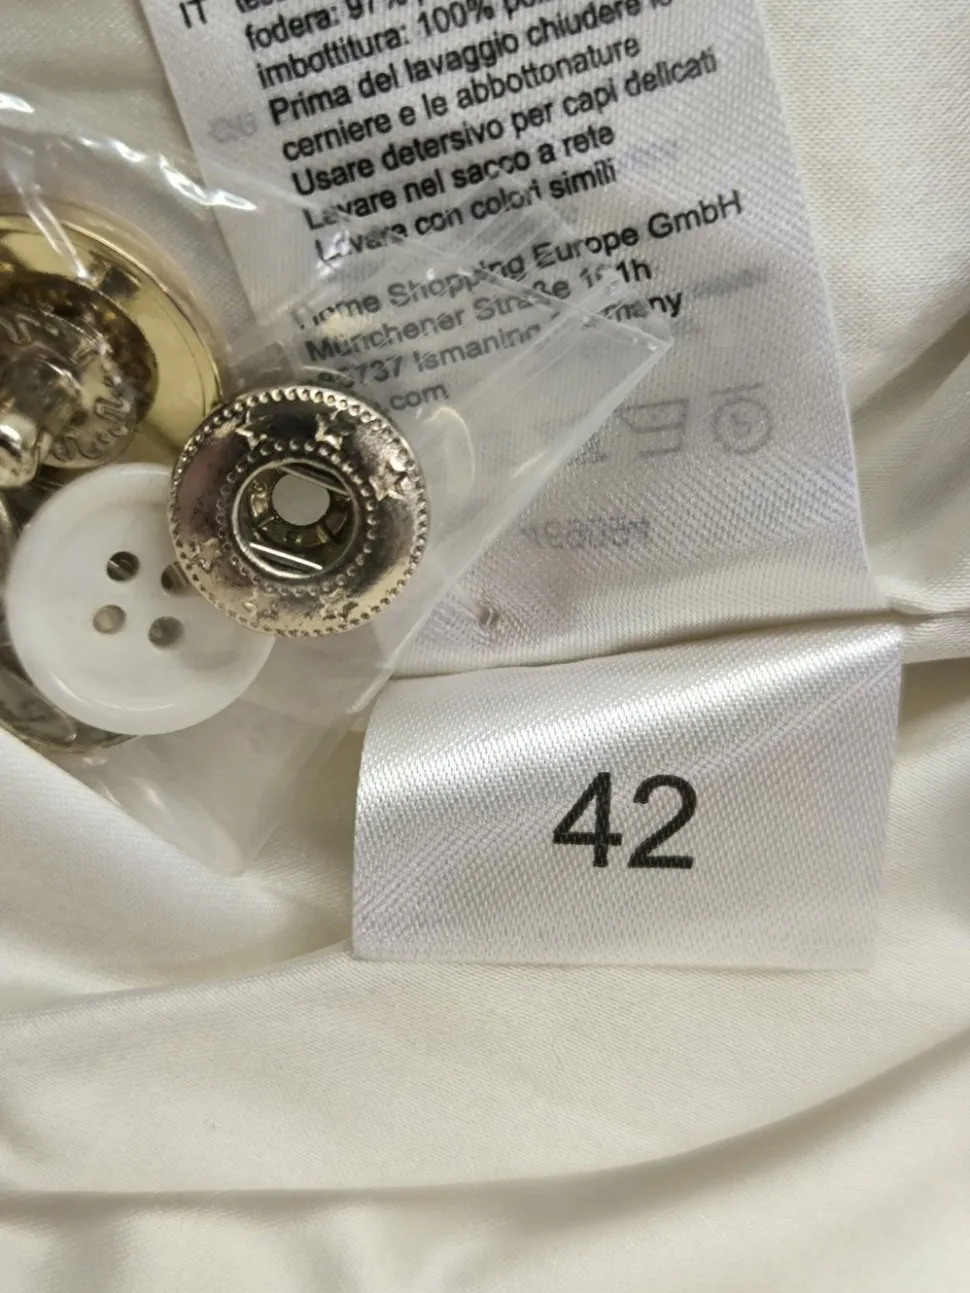 IT
fodera: 97%
imbottitura: 100%
Prima del lavaggio chiudere le
cerniere e le abbottonature
Usare detersivo per capi delicati
Lavare nel sacco a rete
Lavare con colori simili
Home Shopping Europe GmbH
Münchener Straße h
Ismaning
.com
42